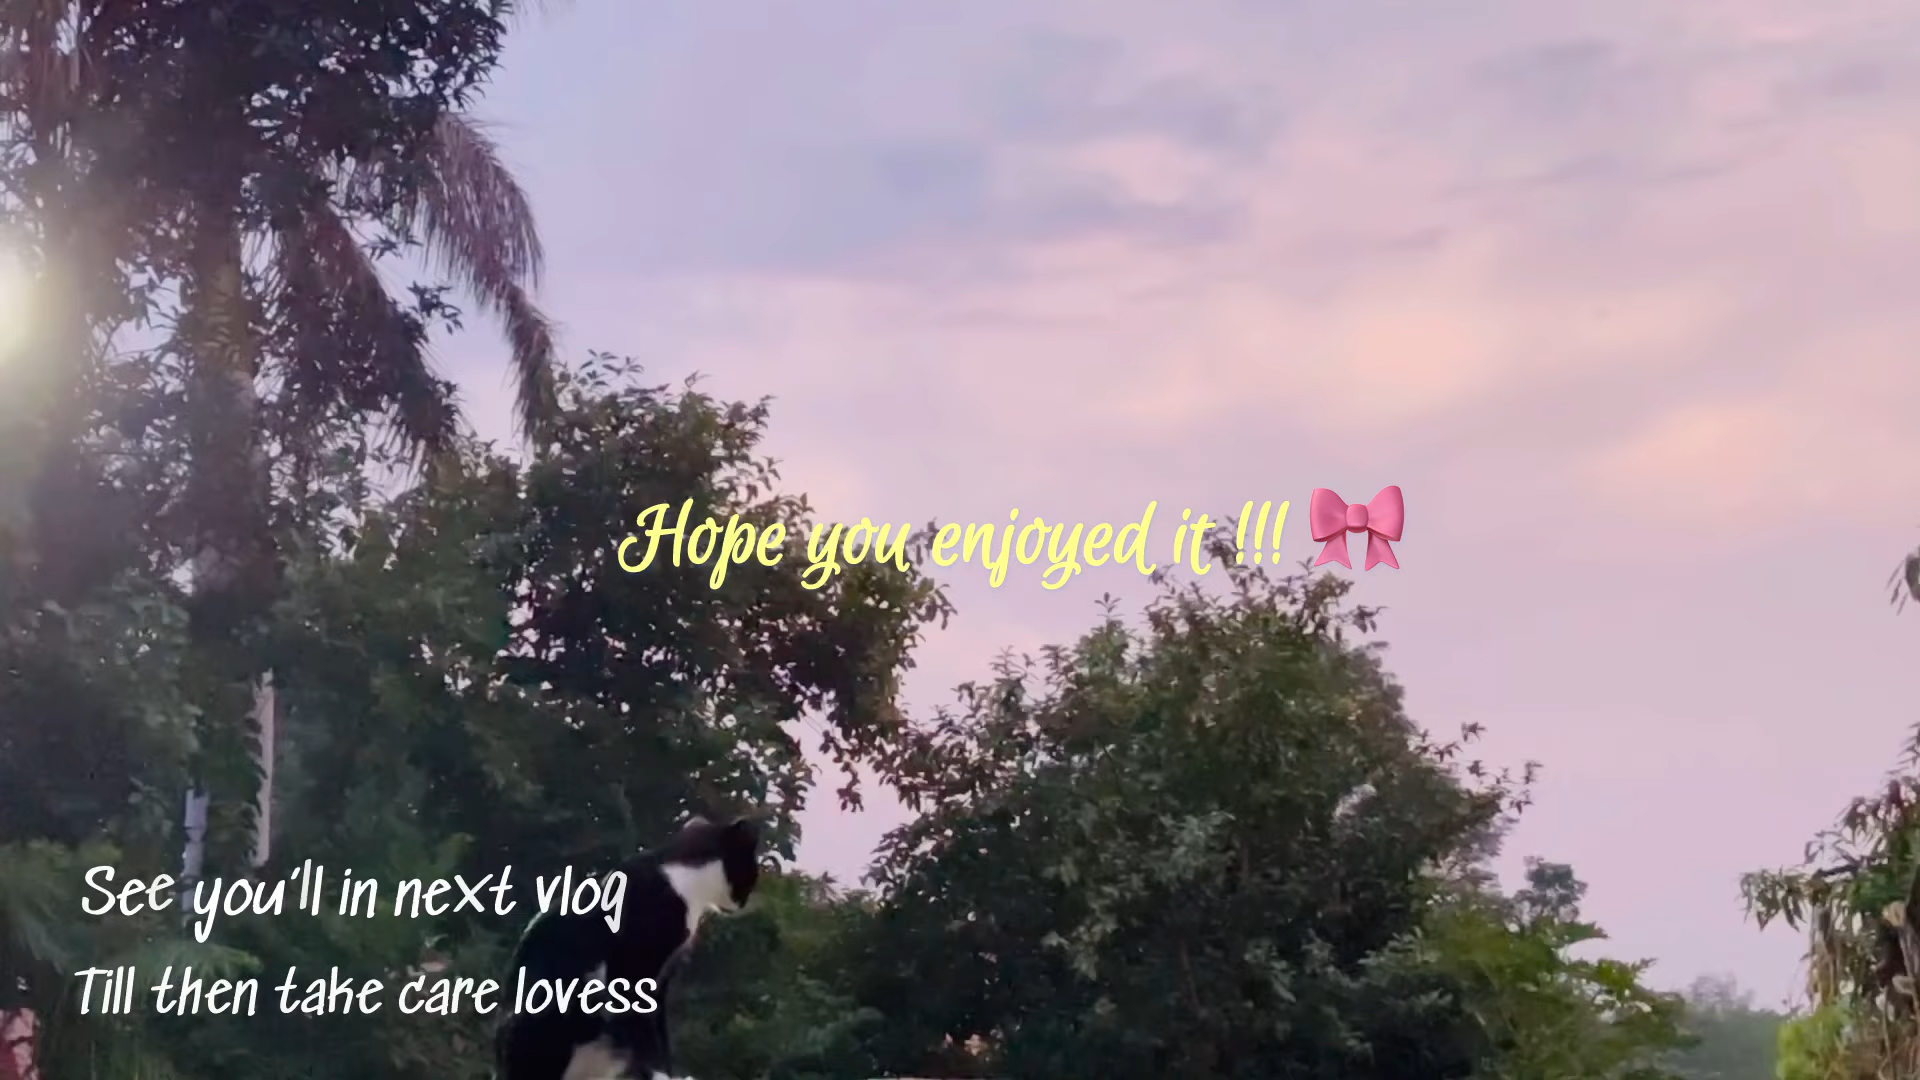 Hope you enjoyed it !!! 🎀
See you'll in next vlog
Till then take care lovess